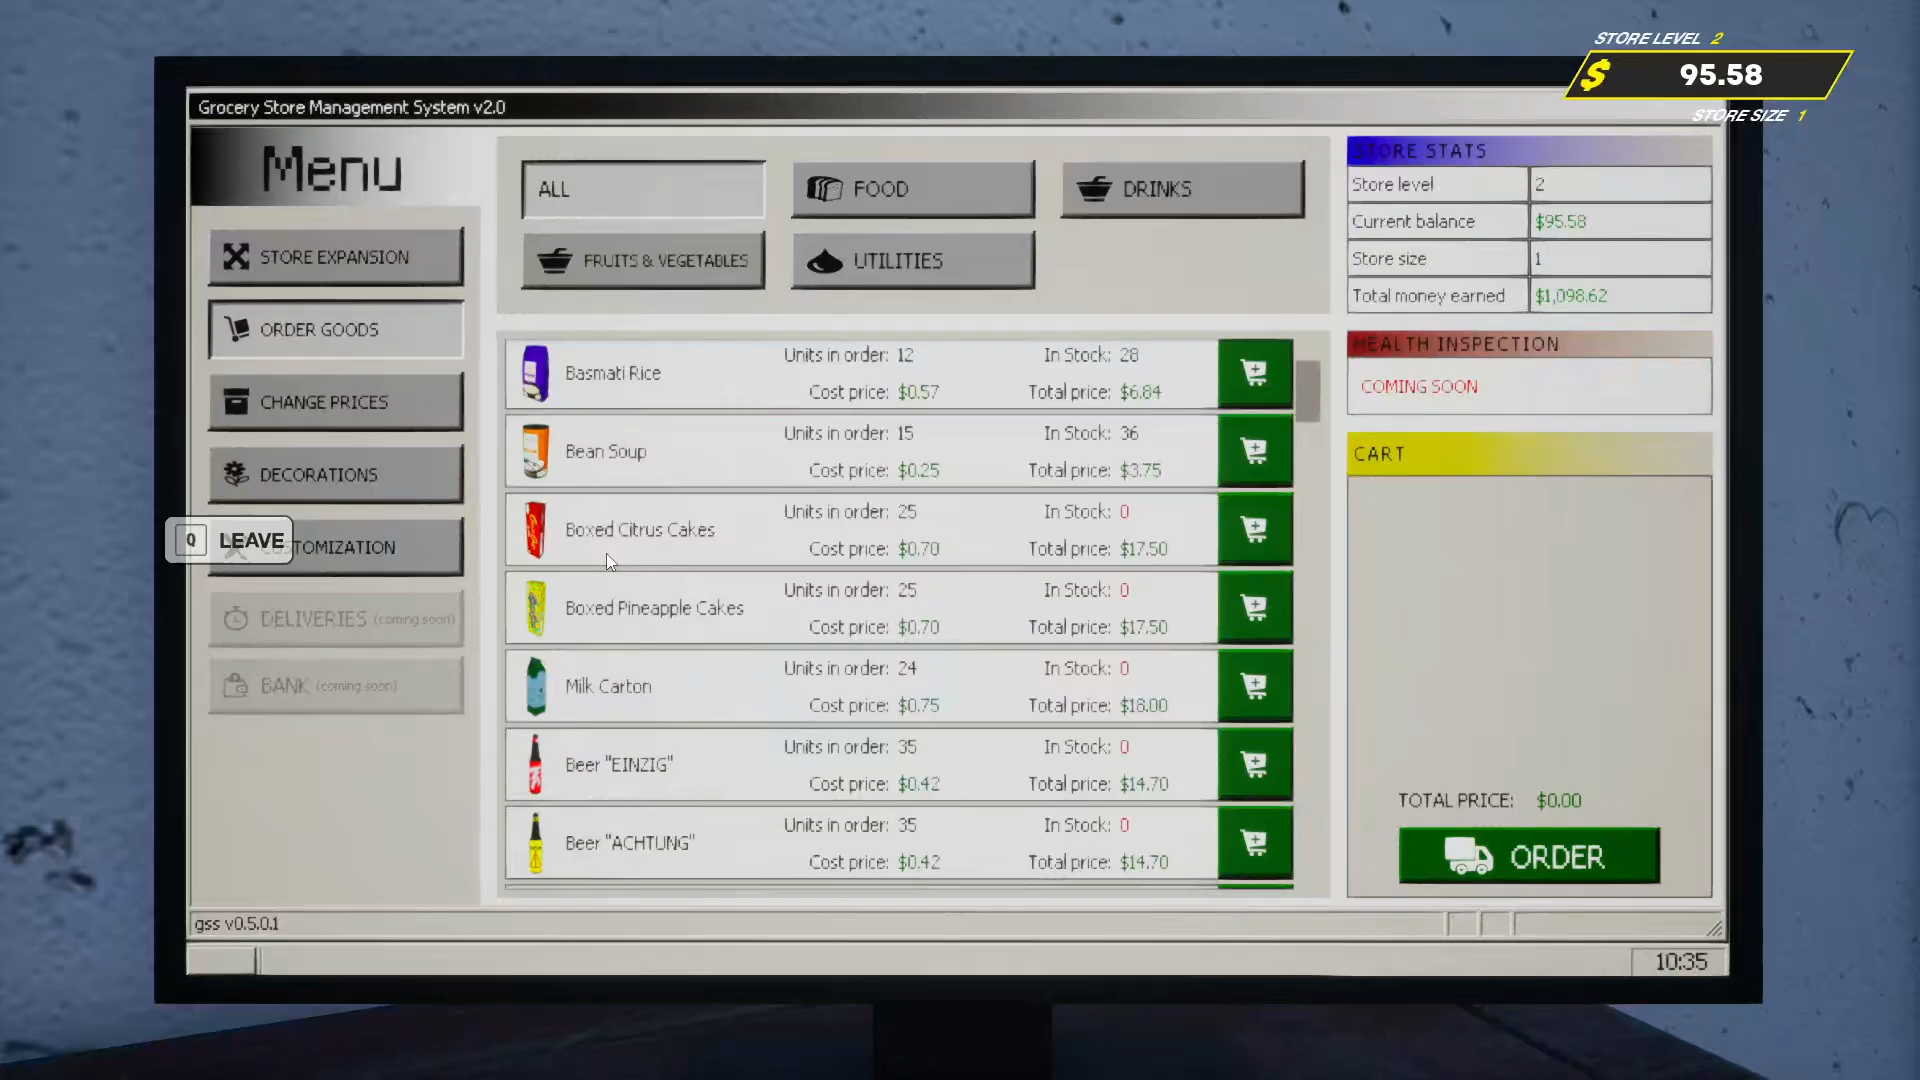 STORE LEVEL 2
$ 95.58
STORE SIZE 1
Grocery Store Management System v2.0
Menu
STORE EXPANSION
ORDER GOODS
CHANGE PRICES
DECORATIONS
Q LEAVE
STOMIZATION
DELIVERIES (coming soon)
BANK (coming soon)
ALL
FOOD
DRINKS
FRUITS & VEGETABLES
UTILITIES
Basmati Rice
Units in order: 12
In Stock: 28
Cost price: $0.57
Total price: $6.84
Bean Soup
Units in order: 15
In Stock: 36
Cost price: $0.25
Total price: $3.75
Boxed Citrus Cakes
Units in order: 25
In Stock: 0
Cost price: $0.70
Total price: $17.50
Boxed Pineapple Cakes
Units in order: 25
In Stock: 0
Cost price: $0.70
Total price: $17.50
Milk Carton
Units in order: 24
In Stock: 0
Cost price: $0.75
Total price: $18.00
Beer "EINZIG"
Units in order: 35
In Stock: 0
Cost price: $0.42
Total price: $14.70
Beer "ACHTUNG"
Units in order: 35
In Stock: 0
Cost price: $0.42
Total price: $14.70
STORE STATS
Store level 2
Current balance $95.58
Store size 1
Total money earned $1,098.62
HEALTH INSPECTION
COMING SOON
CART
TOTAL PRICE: $0.00
ORDER
gss v0.5.0.1
10:35